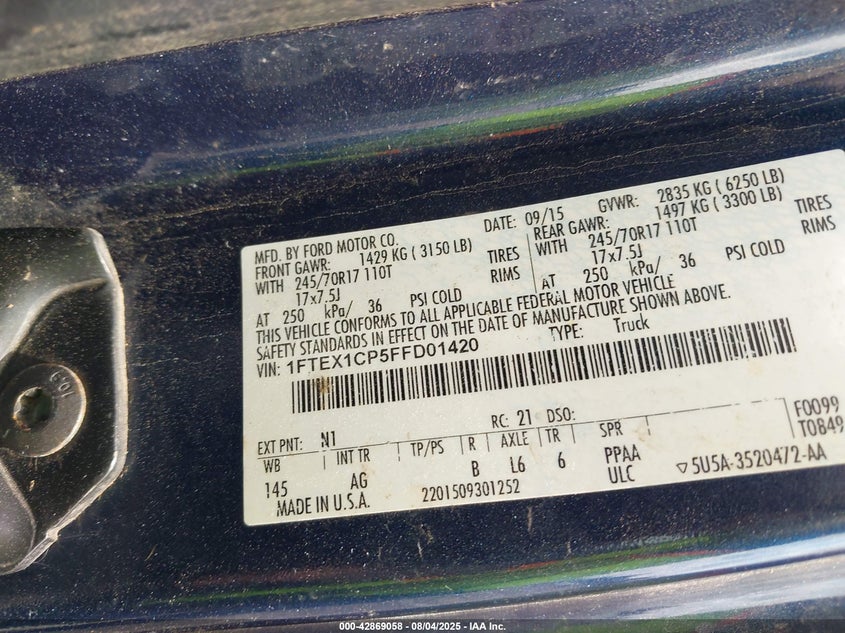 MFD. BY FORD MOTOR CO. DATE: 09/15 GVWR: 2835 KG ( 6250 LB)
FRONT GAWR: 1429 KG ( 3150 LB) REAR GAWR: 1497 KG ( 3300 LB)
WITH 245/70R17 110T TIRES WITH 245/70R17 110T TIRES
17x7.5J RIMS 17x7.5J RIMS
AT 250 kPa/ 36 PSI COLD AT 250 kPa/ 36 PSI COLD
THIS VEHICLE CONFORMS TO ALL APPLICABLE FEDERAL MOTOR VEHICLE
SAFETY STANDARDS IN EFFECT ON THE DATE OF MANUFACTURE SHOWN ABOVE.
VIN: 1FTEX1CP5FFD01420 TYPE: Truck
F0099
T0849
EXT PNT: N1 RC: 21 DSO:
WB INT TR TP/PS R AXLE TR SPR
145 AG B L6 6 PPAA
ULC
▽5U5A-3520472-AA
MADE IN U.S.A. 2201509301252
10.9
000-42869058 - 08/04/2025 - IAA Inc.